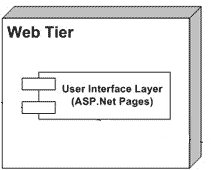 Web Tier
User Interface Layer
(ASP.Net Pages)